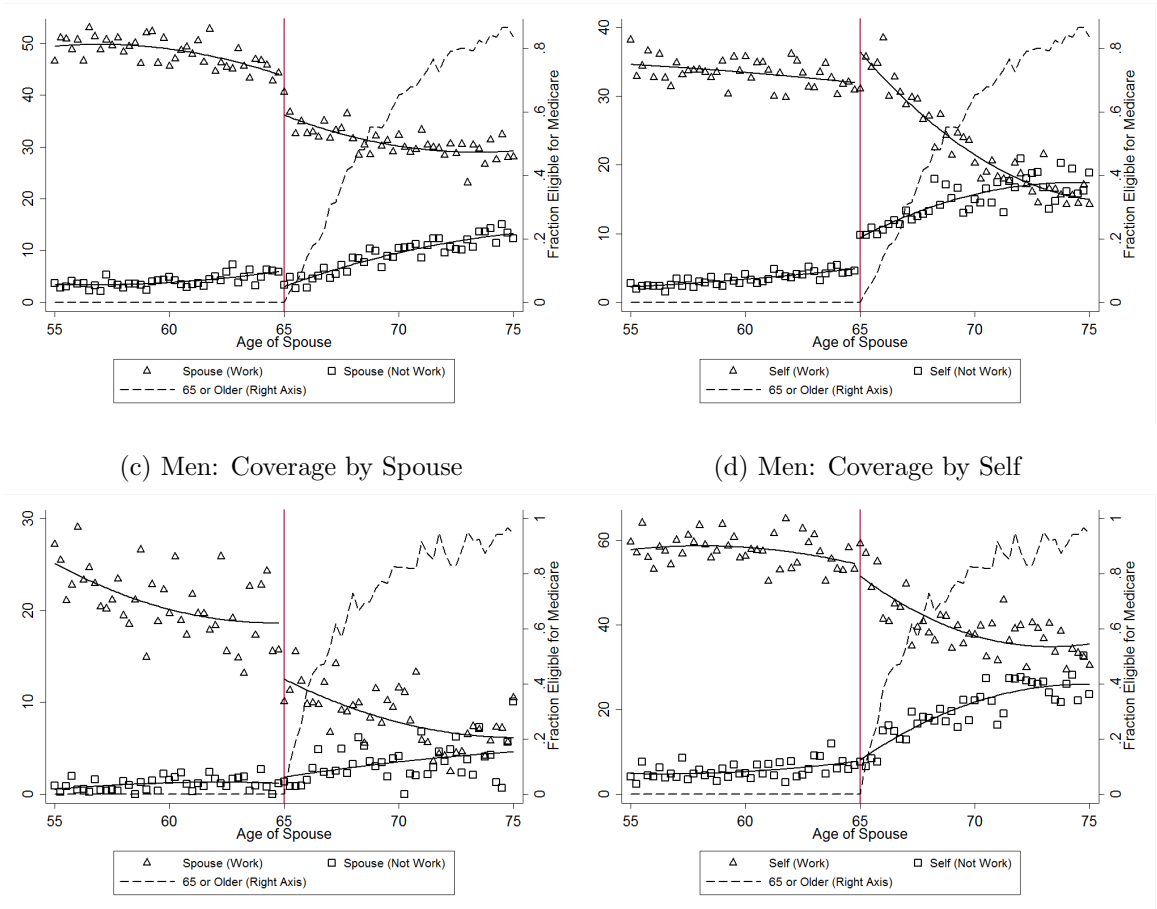 0 10 20 30 40 50
0 .2 .4 .6 .8
Fraction Eligible for Medicare
55 60 65 70 75
Age of Spouse
Spouse (Work) Spouse (Not Work)
65 or Older (Right Axis)
0 10 20 30 40
0 .2 .4 .6 .8
Fraction Eligible for Medicare
55 60 65 70 75
Age of Spouse
Self (Work) Self (Not Work)
65 or Older (Right Axis)
(c) Men: Coverage by Spouse
(d) Men: Coverage by Self
0 10 20 30
0 .2 .4 .6 .8 1
Fraction Eligible for Medicare
55 60 65 70 75
Age of Spouse
Spouse (Work) Spouse (Not Work)
65 or Older (Right Axis)
0 20 40 60
0 .2 .4 .6 .8 1
Fraction Eligible for Medicare
55 60 65 70 75
Age of Spouse
Self (Work) Self (Not Work)
65 or Older (Right Axis)